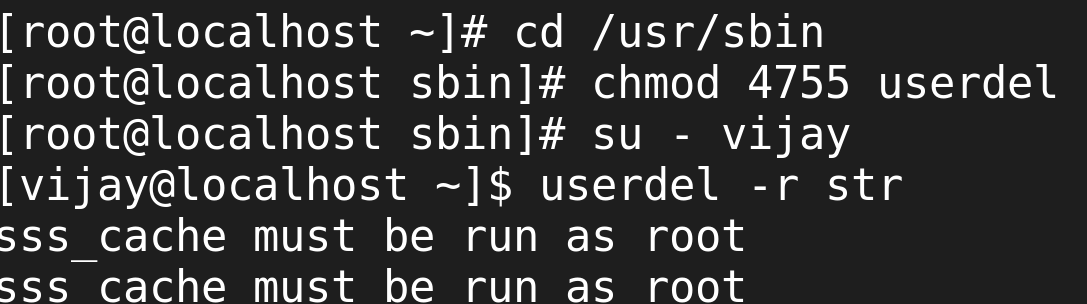 [root@localhost ~]# cd /usr/sbin
[root@localhost sbin]# chmod 4755 userdel
[root@localhost sbin]# su - vijay
[vijay@localhost ~]$ userdel -r str
sss_cache must be run as root
sss_cache must be run as root